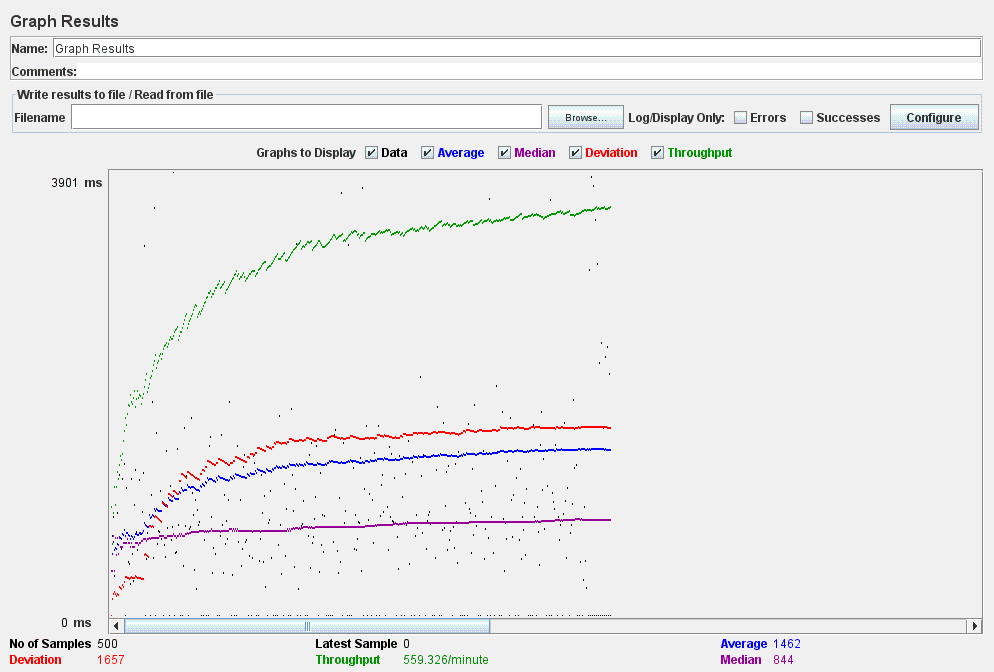 Graph Results
Name: Graph Results
Comments:
Write results to file / Read from file
Filename Browse... Log/Display Only: Errors Successes Configure
Graphs to Display Data Average Median Deviation Throughput
3901 ms
0 ms
No of Samples 500 Latest Sample 0 Average 1462
Deviation 1657 Throughput 559.326/minute Median 844